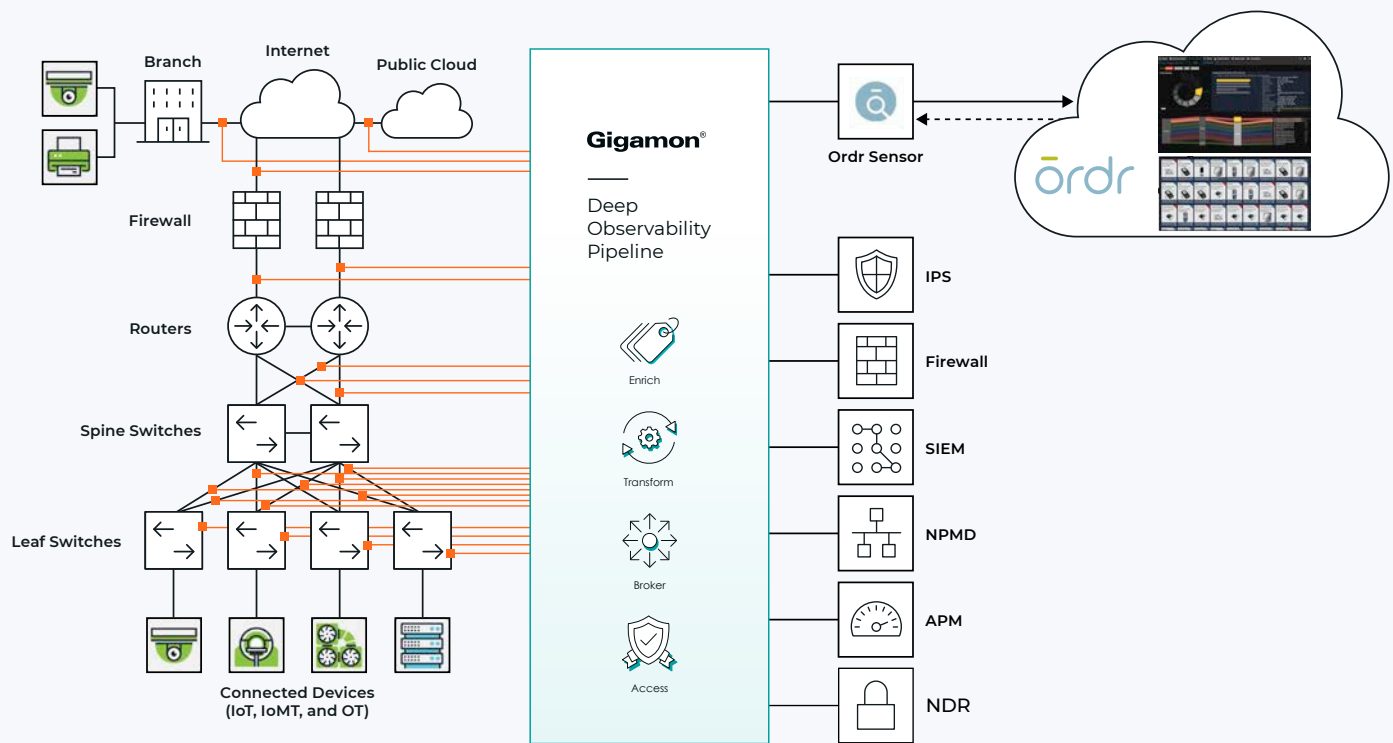 Branch
Internet
Public Cloud
Firewall
Routers
Spine Switches
Leaf Switches
Connected Devices
(IoT, IoMT, and OT)
Gigamon®
Deep
Observability
Pipeline
Enrich
Transform
Broker
Access
Ordr Sensor
ordr
IPS
Firewall
SIEM
NPMD
APM
NDR